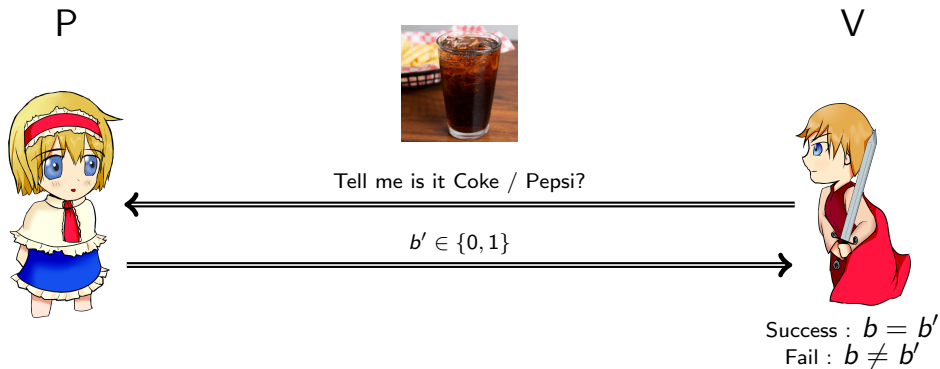 P
V
Tell me is it Coke / Pepsi?
b′ ∈ {0, 1}
Success : b = b′
Fail : b ≠ b′